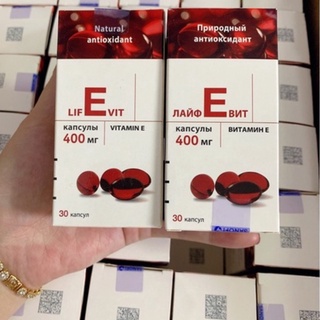 Natural
antioxidant
LIFEVIT
капсулы
400 мг
VITAMIN E
30 капсул
Природный
антиоксидант
ЛАЙФЕВИТ
капсулы
400 мг
ВИТАМИН Е
30 капсул